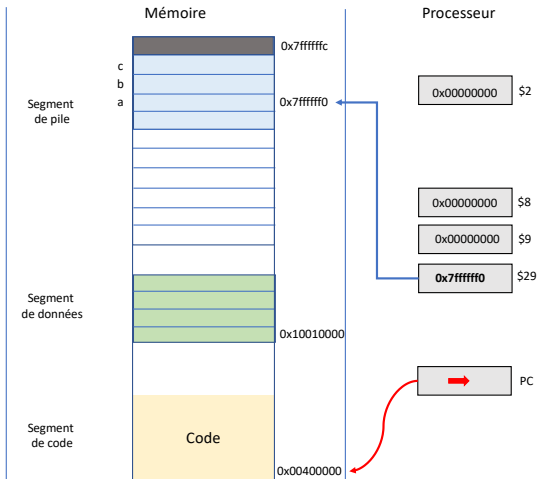 Mémoire
Processeur
0x7ffffffc
c
b
a
0x7ffffff0
Segment
de pile
0x00000000
$2
0x00000000
$8
0x00000000
$9
0x7ffffff0
$29
Segment
de données
0x10010000
PC
Segment
de code
Code
0x00400000